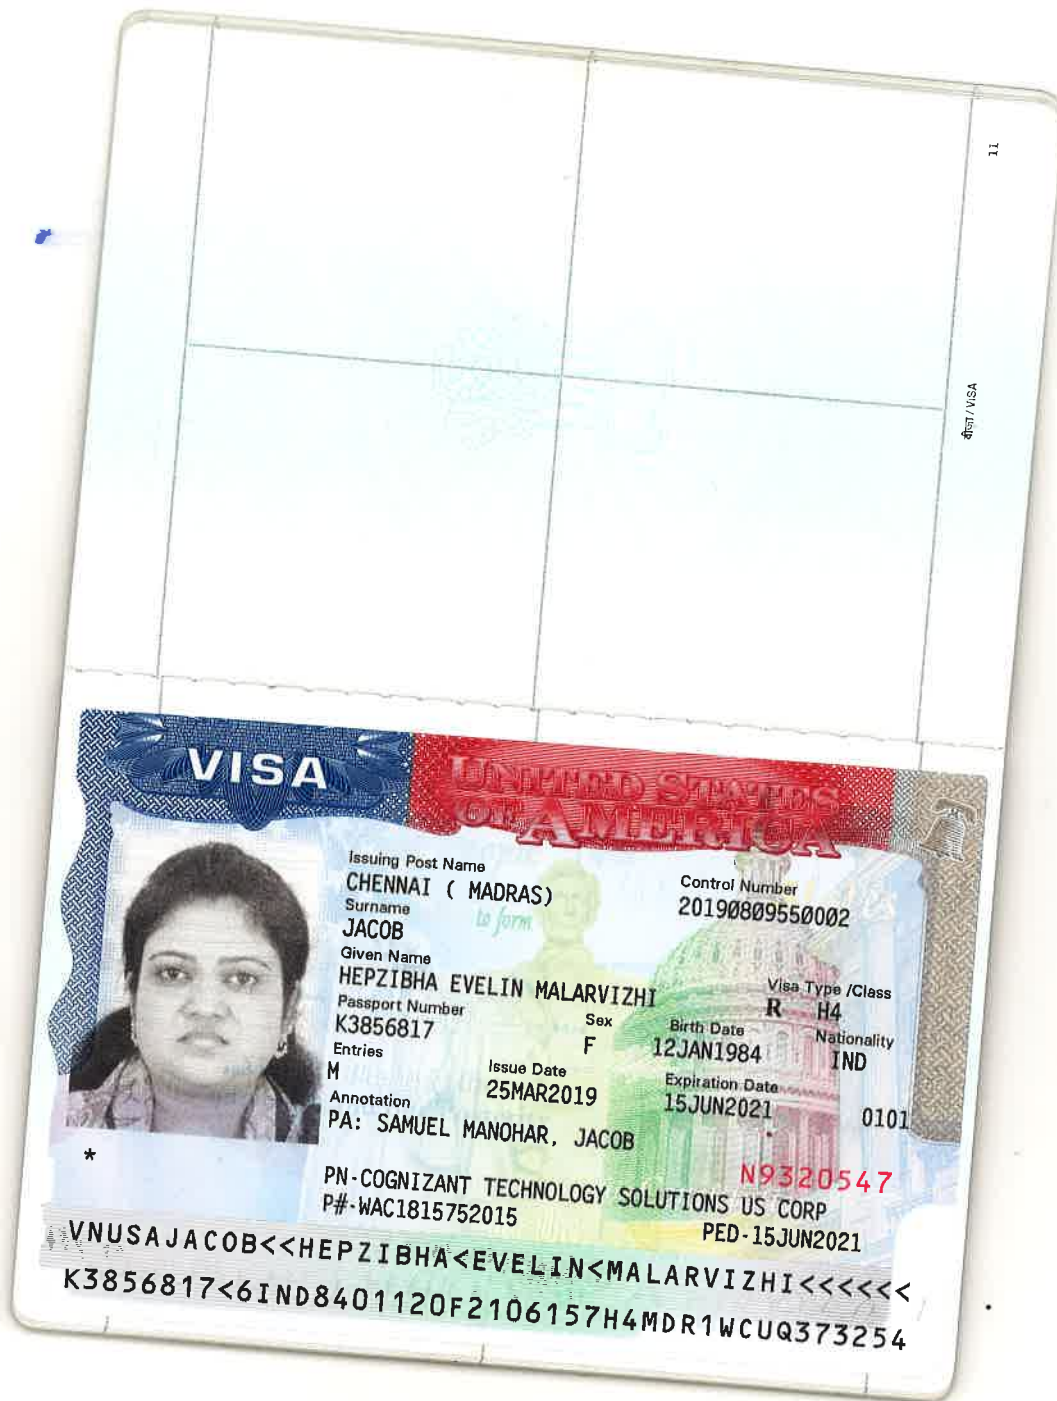 11
वीजा / VISA
VISA
UNITED STATES
OF AMERICA
Issuing Post Name
CHENNAI ( MADRAS)
Control Number
20190809550002
Surname
JACOB
to form
Given Name
HEPZIBHA EVELIN MALARVIZHI
Visa Type /Class
R H4
Passport Number
K3856817
Sex
F
Birth Date
12JAN1984
Nationality
IND
Entries
M
Issue Date
25MAR2019
Expiration Date
15JUN2021
0101
Annotation
PA: SAMUEL MANOHAR, JACOB
*
N9320547
PN-COGNIZANT TECHNOLOGY SOLUTIONS US CORP
P#-WAC1815752015
PED-15JUN2021
VNUSAJACOB<<HEPZIBHA<EVELIN<MALARVIZHI<<<<<<
K3856817<6IND8401120F2106157H4MDR1WCUQ373254